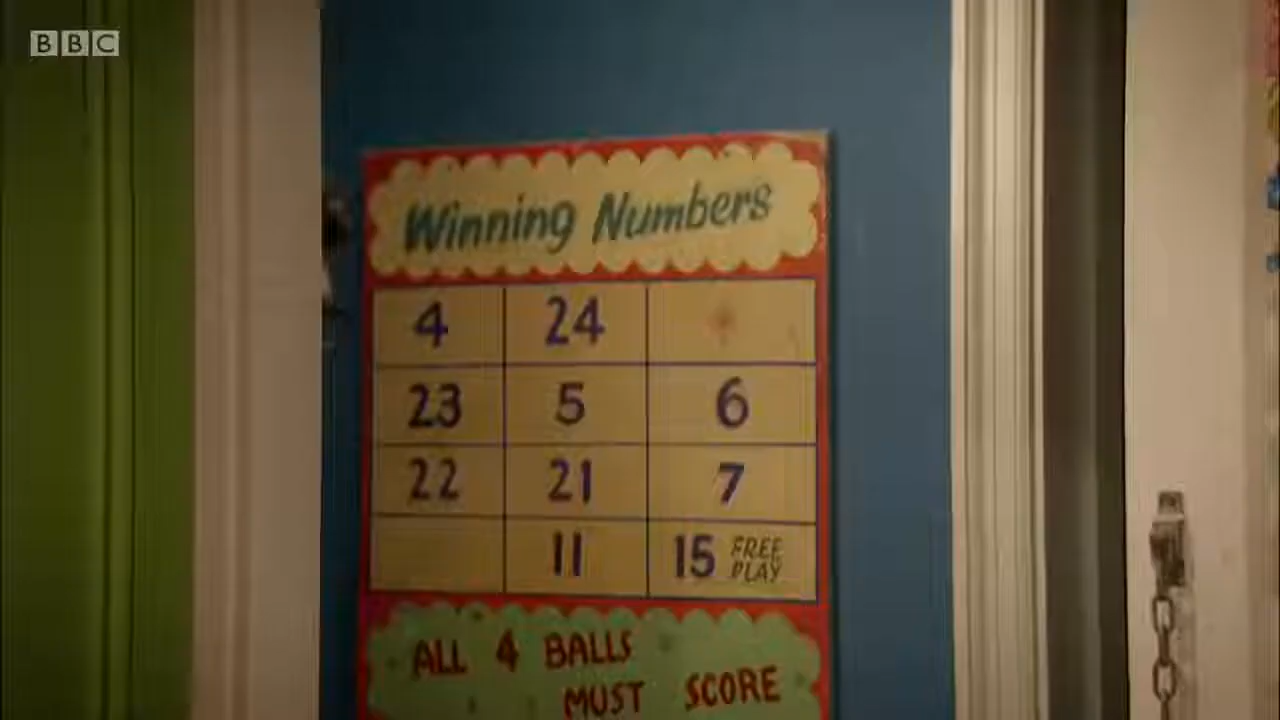 BBC
Winning Numbers
4 24
23 5 6
22 21 7
11 15 FREE PLAY
ALL 4 BALLS
MUST SCORE